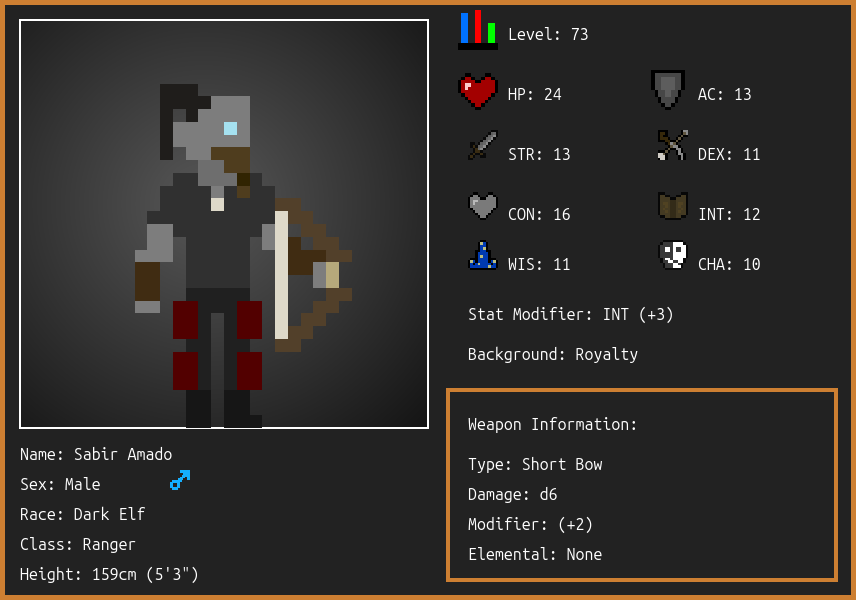 Level: 73
HP: 24
AC: 13
STR: 13
DEX: 11
CON: 16
INT: 12
WIS: 11
CHA: 10
Stat Modifier: INT (+3)
Background: Royalty
Weapon Information:
Type: Short Bow
Damage: d6
Modifier: (+2)
Elemental: None
Name: Sabir Amado
Sex: Male
Race: Dark Elf
Class: Ranger
Height: 159cm (5'3")